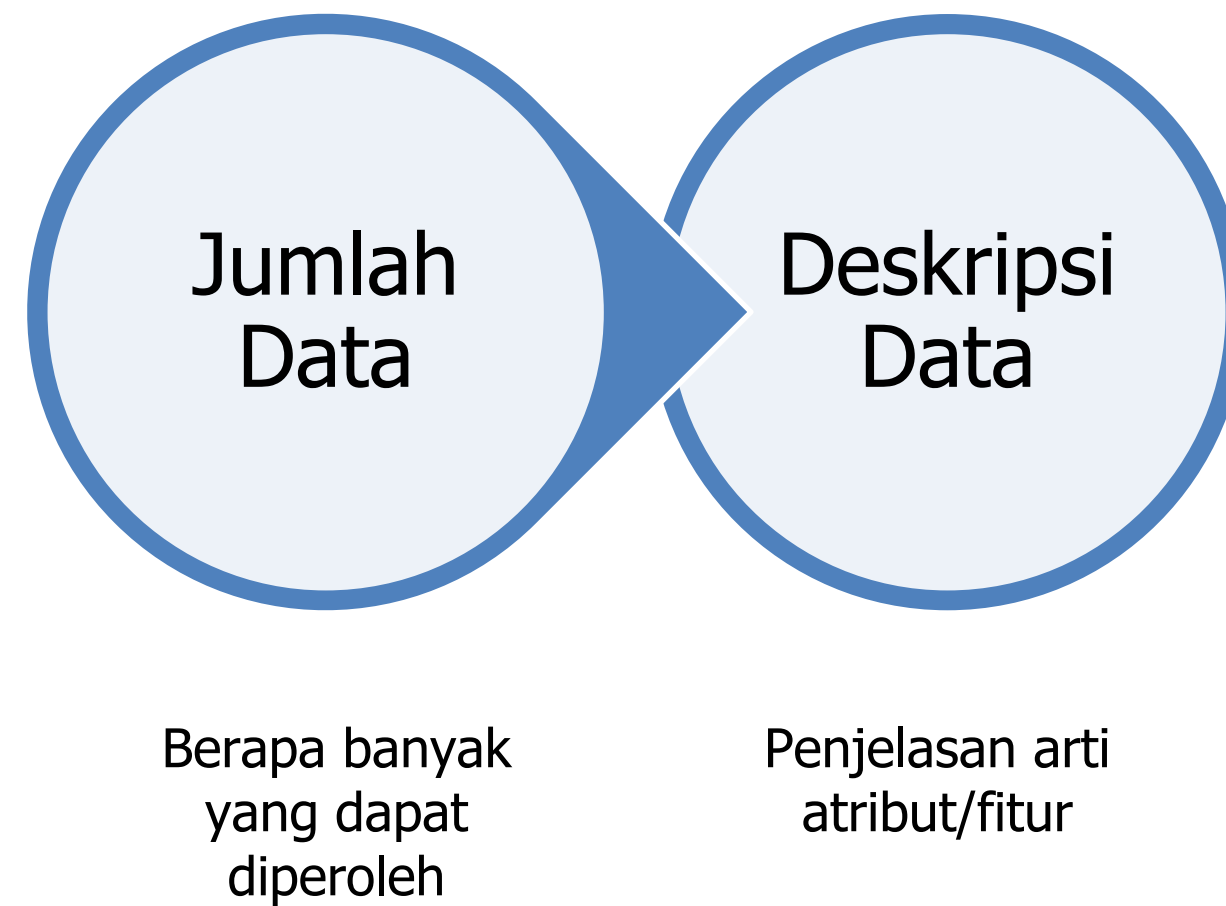 Jumlah
Data
Deskripsi
Data
Berapa banyak
yang dapat
diperoleh
Penjelasan arti
atribut/fitur